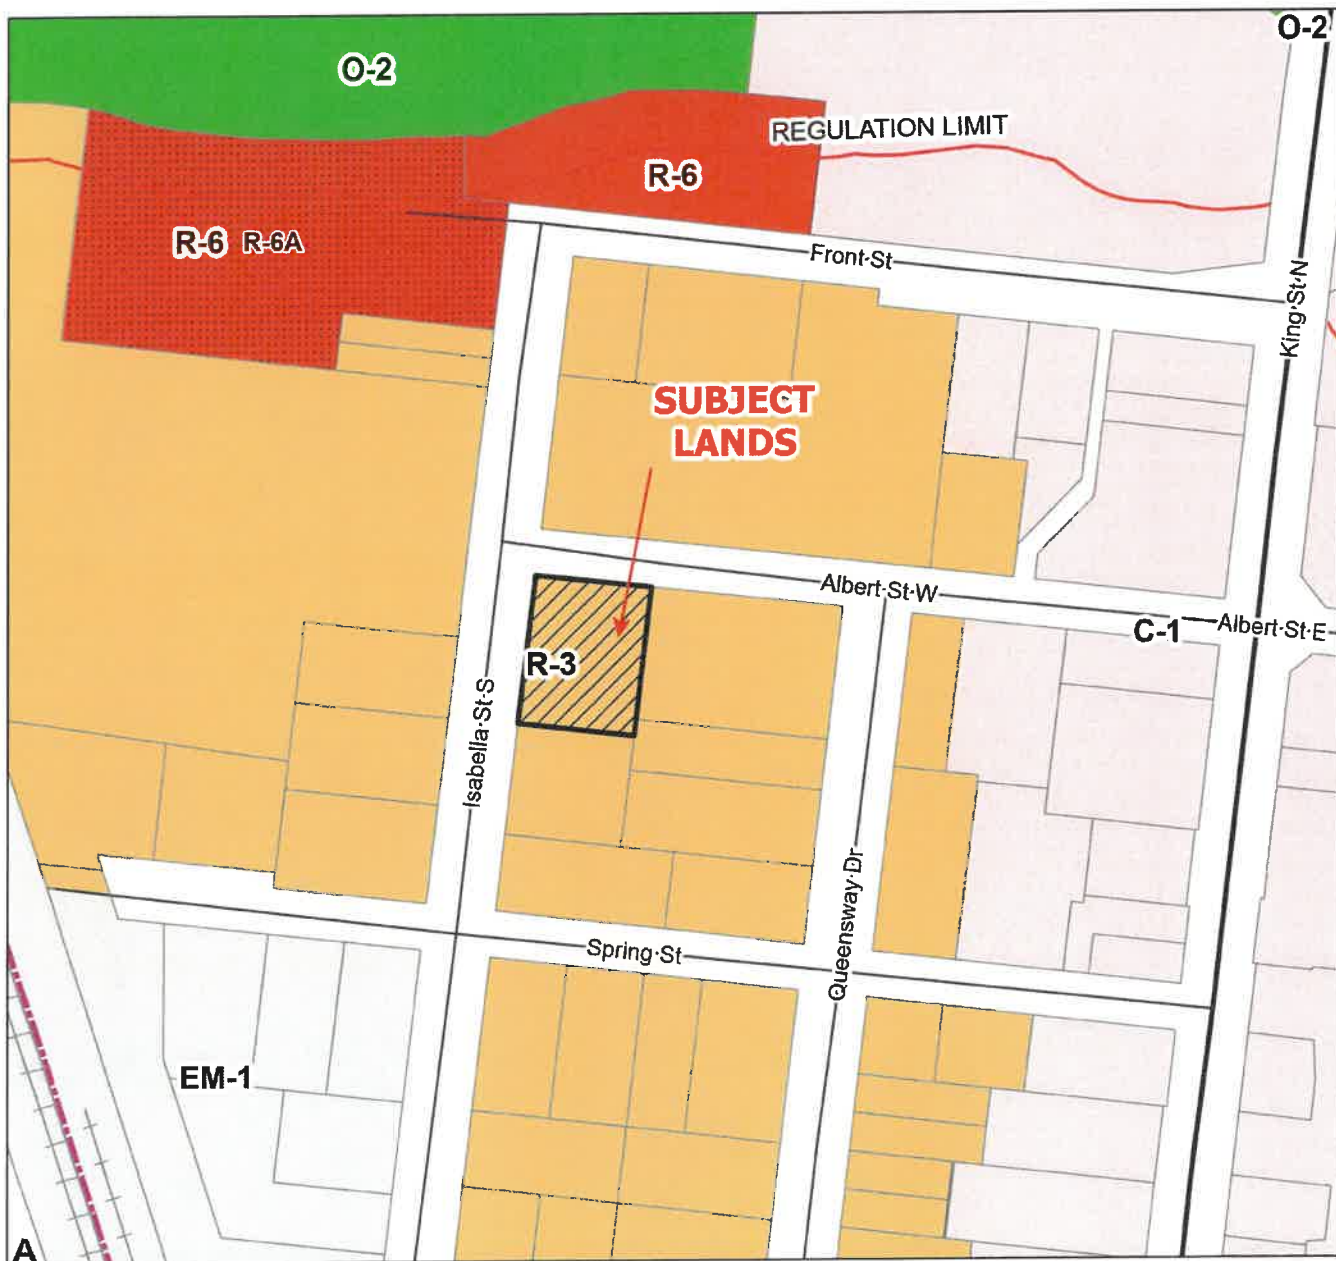 O-2
O-2
REGULATION LIMIT
R-6
R-6 R-6A
Front·St
King·St·N
SUBJECT
LANDS
Albert·St·W
C-1
Albert·St·E
R-3
Isabella·St·S
Queensway·Dr
Spring·St
EM-1
A